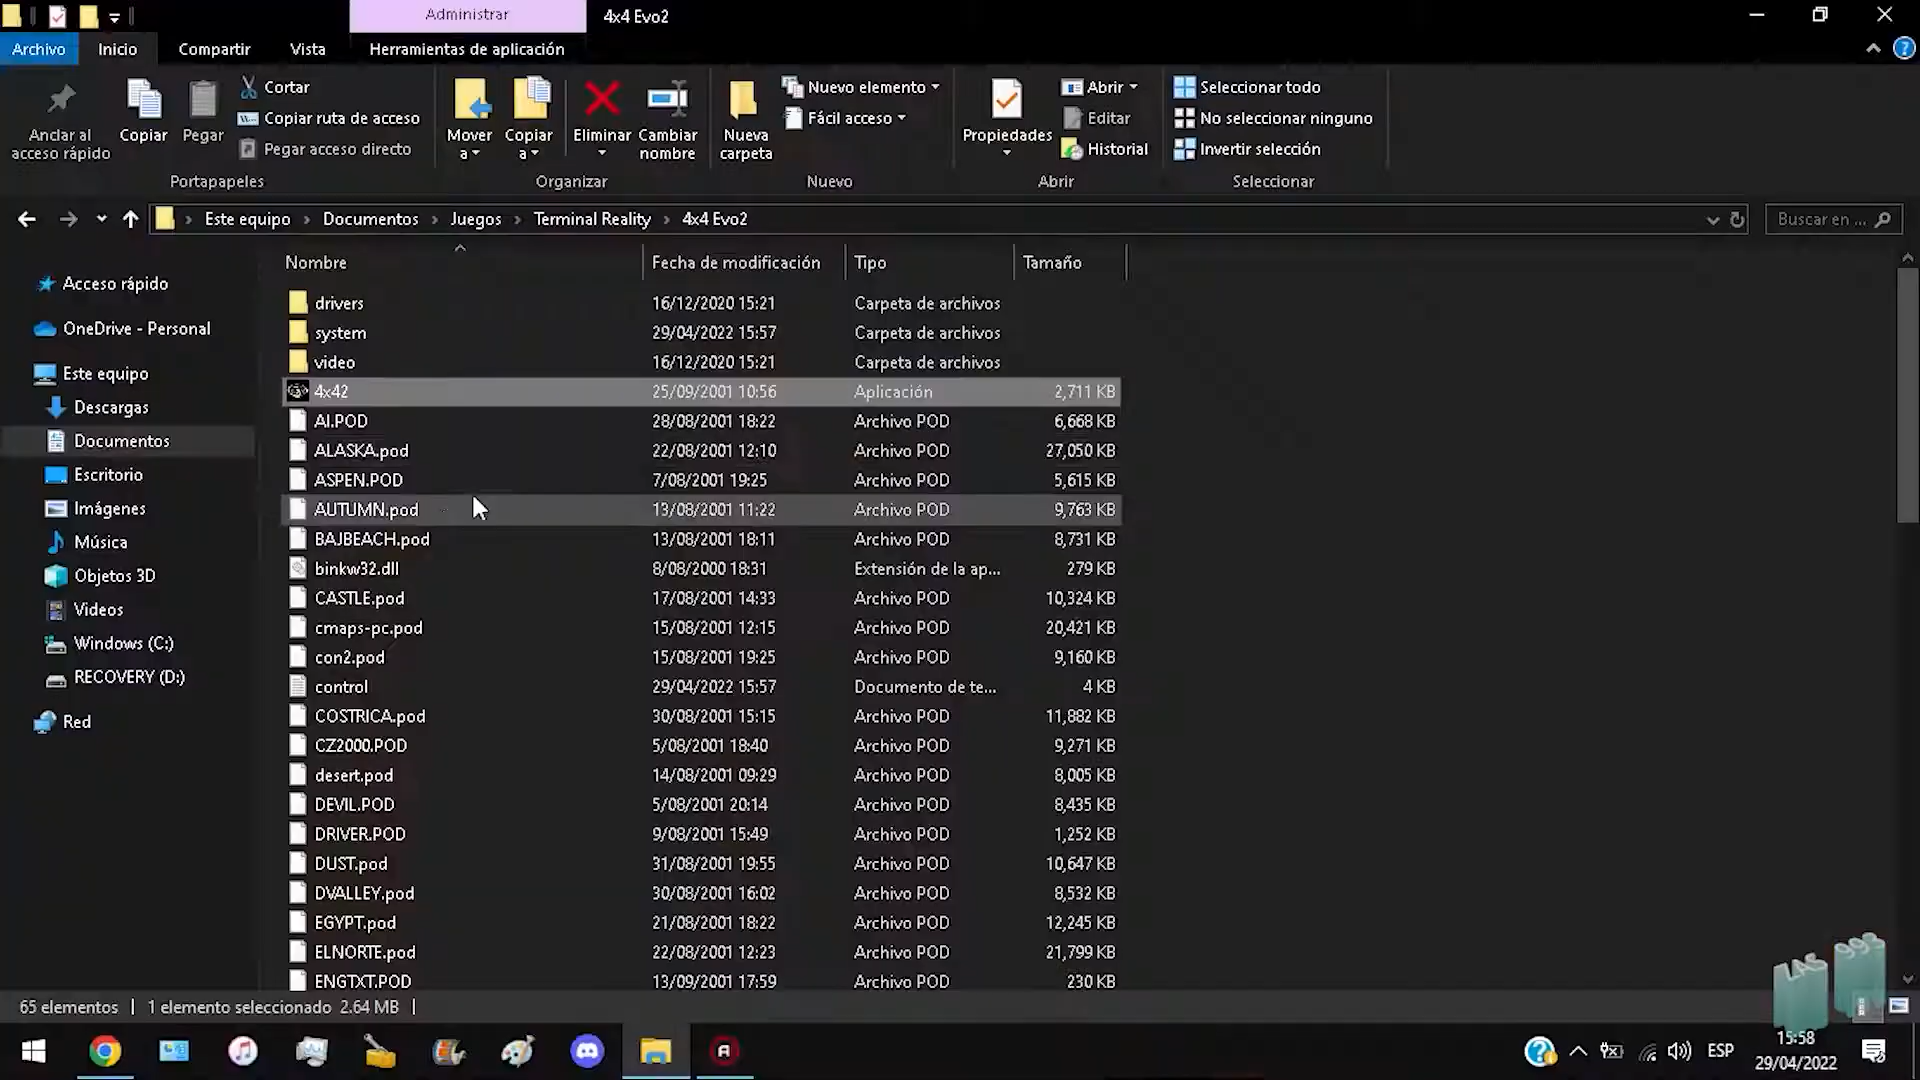 Administrar
4x4 Evo2
Archivo
Inicio
Compartir
Vista
Herramientas de aplicación
Anclar al acceso rápido
Copiar
Pegar
Cortar
Copiar ruta de acceso
Pegar acceso directo
Portapapeles
Mover a
Copiar a
Eliminar
Cambiar nombre
Organizar
Nueva carpeta
Nuevo elemento
Fácil acceso
Nuevo
Propiedades
Abrir
Editar
Historial
Abrir
Seleccionar todo
No seleccionar ninguno
Invertir selección
Seleccionar
Este equipo > Documentos > Juegos > Terminal Reality > 4x4 Evo2
Buscar en ...
Acceso rápido
OneDrive - Personal
Este equipo
Descargas
Documentos
Escritorio
Imágenes
Música
Objetos 3D
Videos
Windows (C:)
RECOVERY (D:)
Red
Nombre Fecha de modificación Tipo Tamaño
drivers 16/12/2020 15:21 Carpeta de archivos
system 29/04/2022 15:57 Carpeta de archivos
video 16/12/2020 15:21 Carpeta de archivos
4x42 25/09/2001 10:56 Aplicación 2,711 KB
AI.POD 28/08/2001 18:22 Archivo POD 6,668 KB
ALASKA.pod 22/08/2001 12:10 Archivo POD 27,050 KB
ASPEN.POD 7/08/2001 19:25 Archivo POD 5,615 KB
AUTUMN.pod 13/08/2001 11:22 Archivo POD 9,763 KB
BAJBEACH.pod 13/08/2001 18:11 Archivo POD 8,731 KB
binkw32.dll 8/08/2000 18:31 Extensión de la ap... 279 KB
CASTLE.pod 17/08/2001 14:33 Archivo POD 10,324 KB
cmaps-pc.pod 15/08/2001 12:15 Archivo POD 20,421 KB
con2.pod 15/08/2001 19:25 Archivo POD 9,160 KB
control 29/04/2022 15:57 Documento de te... 4 KB
COSTRICA.pod 30/08/2001 15:15 Archivo POD 11,882 KB
CZ2000.POD 5/08/2001 18:40 Archivo POD 9,271 KB
desert.pod 14/08/2001 09:29 Archivo POD 8,005 KB
DEVIL.POD 5/08/2001 20:14 Archivo POD 8,435 KB
DRIVER.POD 9/08/2001 15:49 Archivo POD 1,252 KB
DUST.pod 31/08/2001 19:55 Archivo POD 10,647 KB
DVALLEY.pod 30/08/2001 16:02 Archivo POD 8,532 KB
EGYPT.pod 21/08/2001 18:22 Archivo POD 12,245 KB
ELNORTE.pod 22/08/2001 12:23 Archivo POD 21,799 KB
ENGTXT.POD 13/09/2001 17:59 Archivo POD 230 KB
65 elementos | 1 elemento seleccionado 2.64 MB |
LAS 993
ESP
15:58
29/04/2022